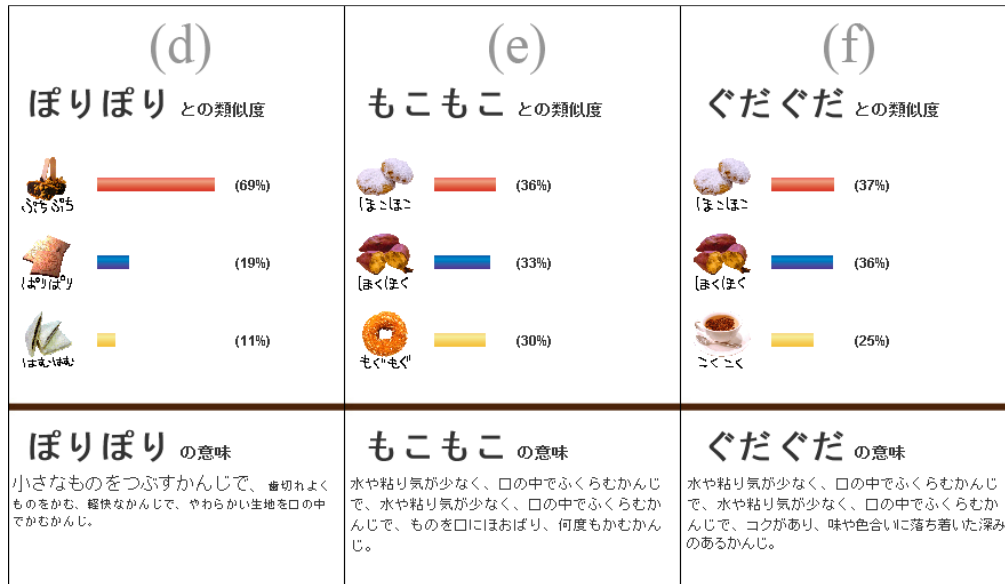 (d)
ぽりぽり との類似度
ぷちぷち
(69%)
ぱりぱり
(19%)
はむはむ
(11%)
ぽりぽり の意味
小さなものをつぶすかんじで、歯切れよく
ものをかむ、軽快なかんじで、やわらかい生地を口の中
でかむかんじ。
(e)
もこもこ との類似度
ほこほこ
(36%)
ほくほく
(33%)
もぐもぐ
(30%)
もこもこ の意味
水や粘り気が少なく、口の中でふくらむかんじ
で、水や粘り気が少なく、口の中でふくらむか
んじで、ものを口にほおばり、何度もかむかん
じ。
(f)
ぐだぐだ との類似度
ほこほこ
(37%)
ほくほく
(36%)
こくこく
(25%)
ぐだぐだ の意味
水や粘り気が少なく、口の中でふくらむかんじ
で、水や粘り気が少なく、口の中でふくらむか
んじで、コクがあり、味や色合いに落ち着いた深み
のあるかんじ。